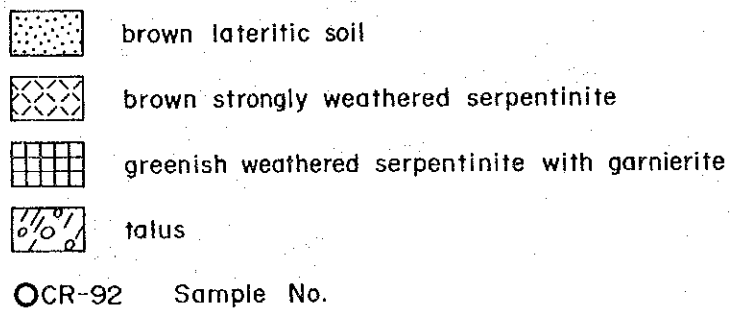 brown lateritic soil
brown strongly weathered serpentinite
greenish weathered serpentinite with garnierite
talus
OCR-92 Sample No.